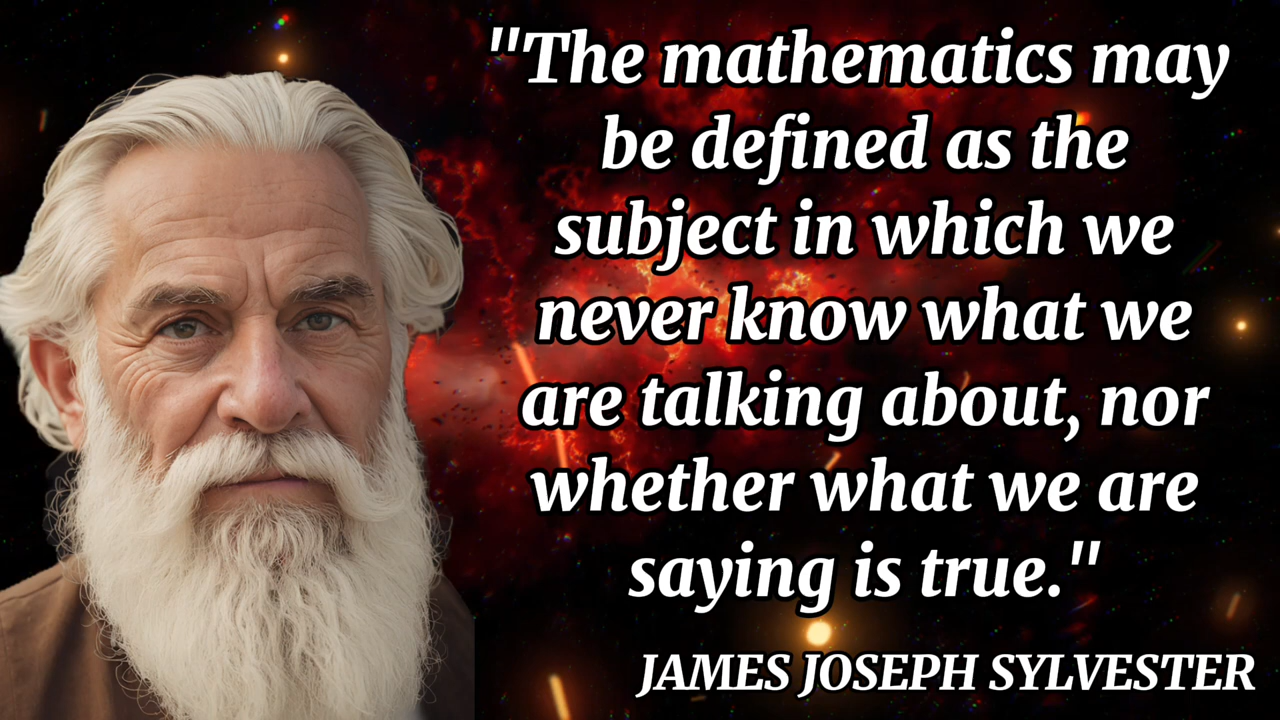 "The mathematics may
be defined as the
subject in which we
never know what we
are talking about, nor
whether what we are
saying is true."
JAMES JOSEPH SYLVESTER